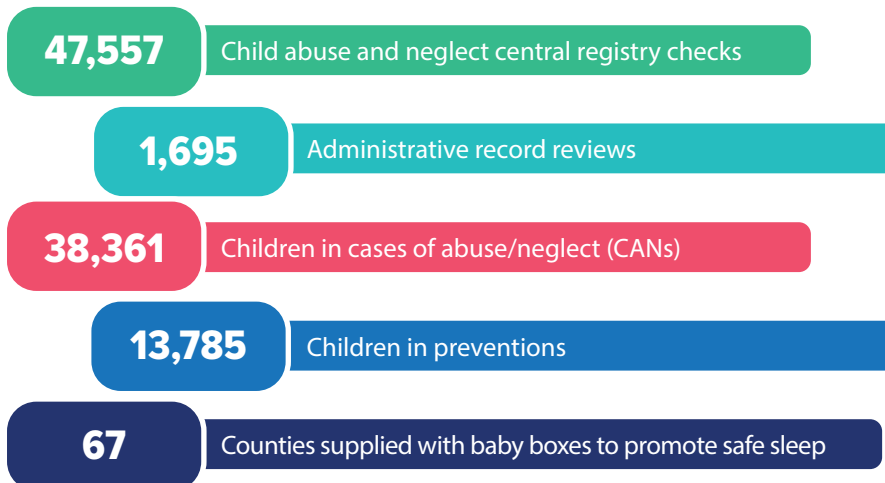 47,557 Child abuse and neglect central registry checks
1,695 Administrative record reviews
38,361 Children in cases of abuse/neglect (CANs)
13,785 Children in preventions
67 Counties supplied with baby boxes to promote safe sleep